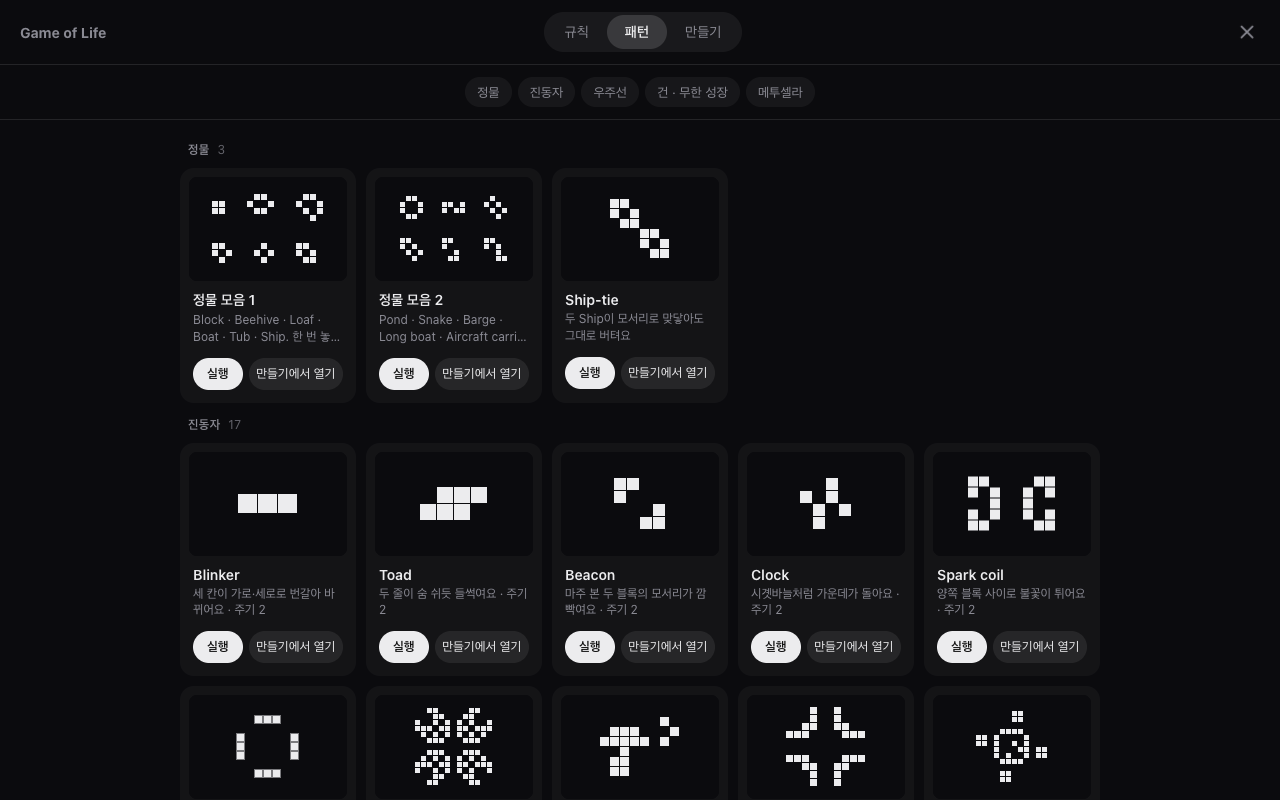 Game of Life
규칙
패턴
만들기
정물
진동자
우주선
건 · 무한 성장
메투셀라
정물 3
정물 모음 1
Block · Beehive · Loaf ·
Boat · Tub · Ship. 한 번 놓...
실행
만들기에서 열기
정물 모음 2
Pond · Snake · Barge ·
Long boat · Aircraft carri...
실행
만들기에서 열기
Ship-tie
두 Ship이 모서리로 맞닿아도
그대로 버텨요
실행
만들기에서 열기
진동자 17
Blinker
세 칸이 가로·세로로 번갈아 바
뀌어요 · 주기 2
실행
만들기에서 열기
Toad
두 줄이 숨 쉬듯 들썩여요 · 주기
2
실행
만들기에서 열기
Beacon
마주 본 두 블록의 모서리가 깜
빡여요 · 주기 2
실행
만들기에서 열기
Clock
시곗바늘처럼 가운데가 돌아요 ·
주기 2
실행
만들기에서 열기
Spark coil
양쪽 블록 사이로 불꽃이 튀어요
· 주기 2
실행
만들기에서 열기